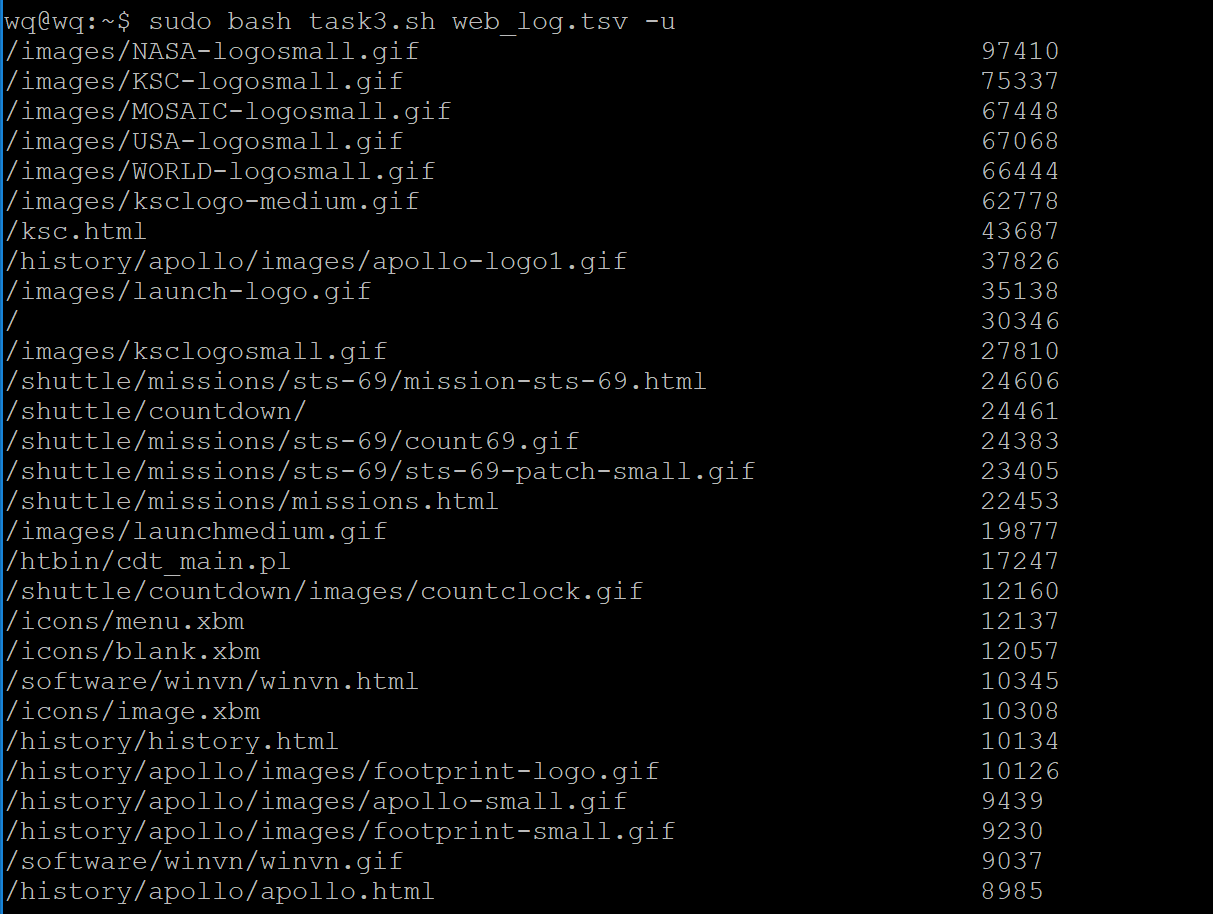 wq@wq:~$ sudo bash task3.sh web_log.tsv -u
/images/NASA-logosmall.gif 97410
/images/KSC-logosmall.gif 75337
/images/MOSAIC-logosmall.gif 67448
/images/USA-logosmall.gif 67068
/images/WORLD-logosmall.gif 66444
/images/ksclogo-medium.gif 62778
/ksc.html 43687
/history/apollo/images/apollo-logo1.gif 37826
/images/launch-logo.gif 35138
/ 30346
/images/ksclogosmall.gif 27810
/shuttle/missions/sts-69/mission-sts-69.html 24606
/shuttle/countdown/ 24461
/shuttle/missions/sts-69/count69.gif 24383
/shuttle/missions/sts-69/sts-69-patch-small.gif 23405
/shuttle/missions/missions.html 22453
/images/launchmedium.gif 19877
/htbin/cdt_main.pl 17247
/shuttle/countdown/images/countclock.gif 12160
/icons/menu.xbm 12137
/icons/blank.xbm 12057
/software/winvn/winvn.html 10345
/icons/image.xbm 10308
/history/history.html 10134
/history/apollo/images/footprint-logo.gif 10126
/history/apollo/images/apollo-small.gif 9439
/history/apollo/images/footprint-small.gif 9230
/software/winvn/winvn.gif 9037
/history/apollo/apollo.html 8985